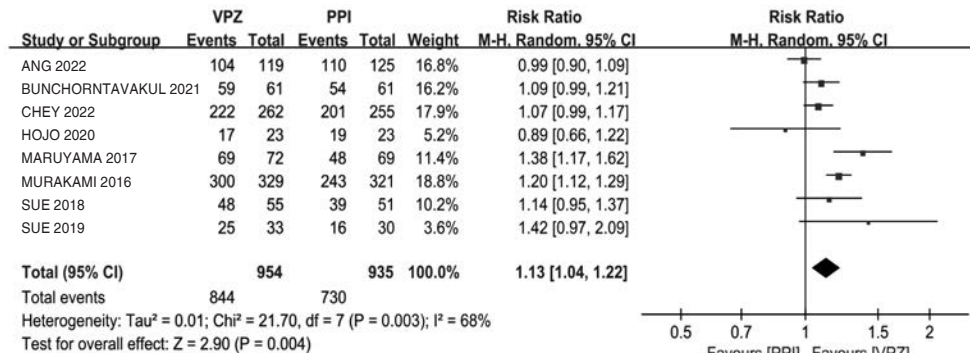 VPZ PPI Risk Ratio Risk Ratio
Study or Subgroup Events Total Events Total Weight M-H. Random. 95% CI M-H. Random. 95% CI
ANG 2022 104 119 110 125 16.8% 0.99 [0.90, 1.09]
BUNCHORNTAVAKUL 2021 59 61 54 61 16.2% 1.09 [0.99, 1.21]
CHEY 2022 222 262 201 255 17.9% 1.07 [0.99, 1.17]
HOJO 2020 17 23 19 23 5.2% 0.89 [0.66, 1.22]
MARUYAMA 2017 69 72 48 69 11.4% 1.38 [1.17, 1.62]
MURAKAMI 2016 300 329 243 321 18.8% 1.20 [1.12, 1.29]
SUE 2018 48 55 39 51 10.2% 1.14 [0.95, 1.37]
SUE 2019 25 33 16 30 3.6% 1.42 [0.97, 2.09]
Total (95% CI) 954 935 100.0% 1.13 [1.04, 1.22]
Total events 844 730
Heterogeneity: Tau² = 0.01; Chi² = 21.70, df = 7 (P = 0.003); I² = 68%
Test for overall effect: Z = 2.90 (P = 0.004)
0.5 0.7 1 1.5 2
Favours [PPI] Favours [VPZ]